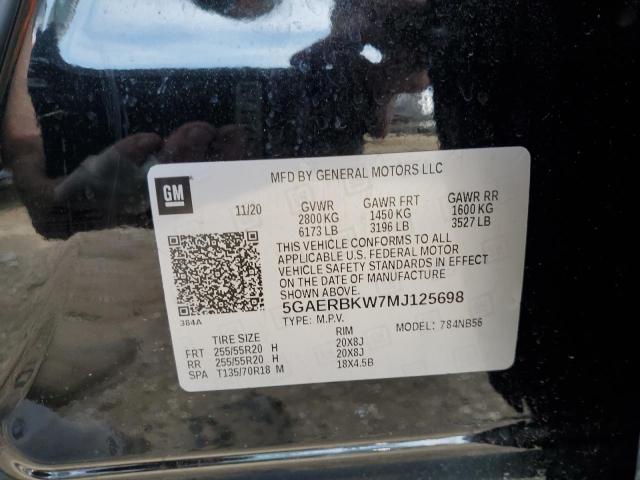 MFD BY GENERAL MOTORS LLC
GM
11/20
GVWR GAWR FRT GAWR RR
2800 KG 1450 KG 1600 KG
6173 LB 3196 LB 3527 LB
THIS VEHICLE CONFORMS TO ALL
APPLICABLE U.S. FEDERAL MOTOR
VEHICLE SAFETY STANDARDS IN EFFECT
ON THE DATE OF MANUFACTURE
SHOWN ABOVE.
384A
5GAERBKW7MJ125698
TYPE: M.P.V. MODEL: 784NB56
TIRE SIZE RIM
FRT 255/55R20 H 20X8J
RR 255/55R20 H 20X8J
SPA T135/70R18 M 18X4.5B